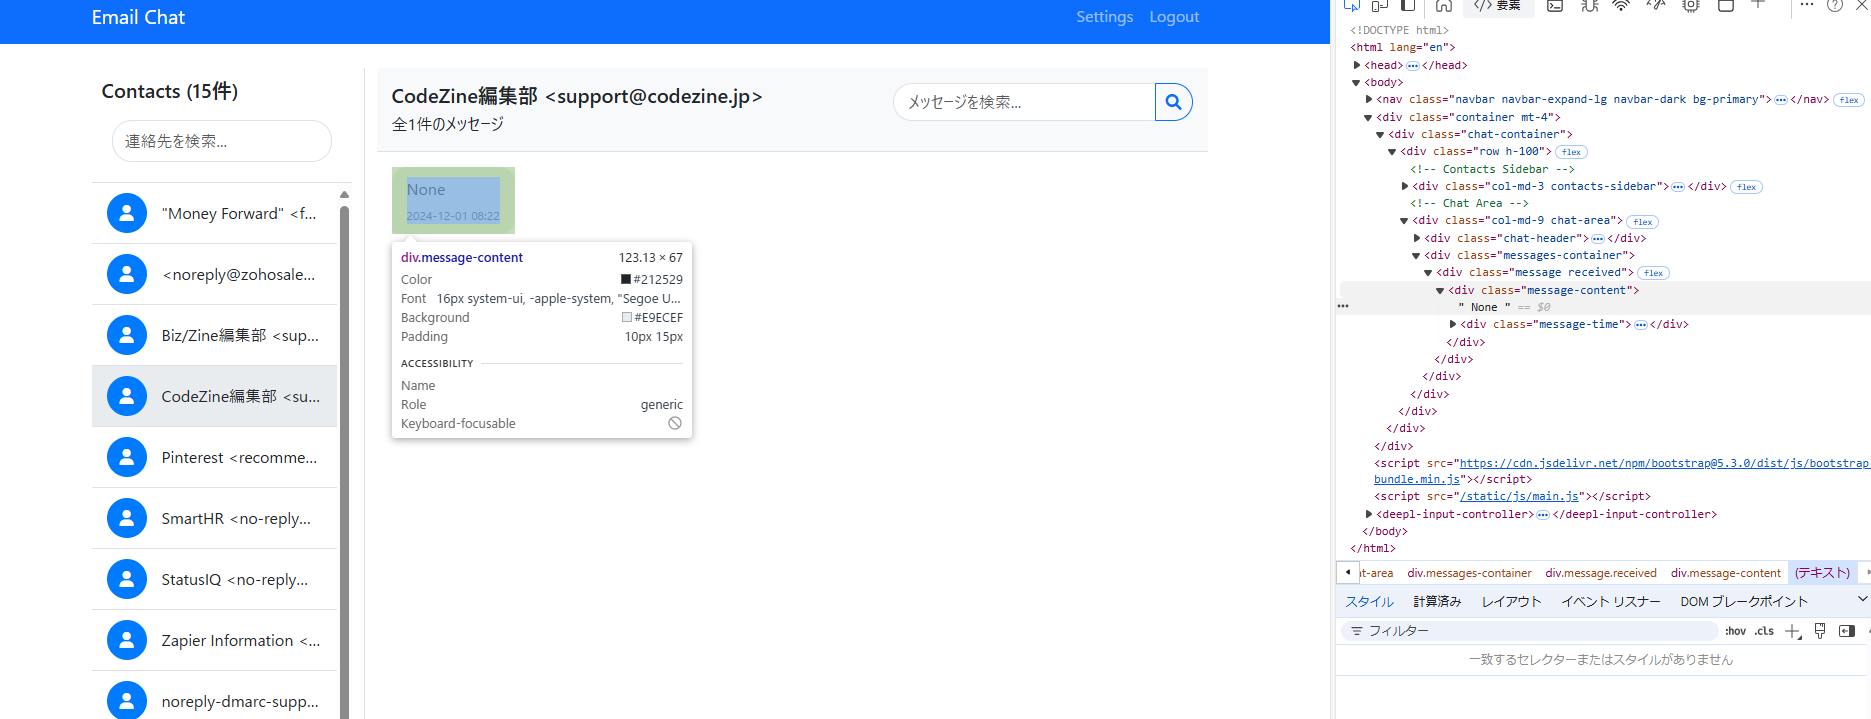 Email Chat
Settings
Logout
Contacts (15件)
連絡先を検索...
"Money Forward" <f...
<noreply@zohosale...
Biz/Zine編集部 <sup...
CodeZine編集部 <su...
Pinterest <recomme...
SmartHR <no-reply...
StatusIQ <no-reply...
Zapier Information <...
noreply-dmarc-supp...
CodeZine編集部 <support@codezine.jp>
全1件のメッセージ
メッセージを検索...
None
2024-12-01 08:22
div.message-content 123.13 × 67
Color #212529
Font 16px system-ui, -apple-system, "Segoe U...
Background #E9ECEF
Padding 10px 15px
ACCESSIBILITY
Name
Role generic
Keyboard-focusable
</> 要素
<!DOCTYPE html>
<html lang="en">
<head> </head>
<body>
<nav class="navbar navbar-expand-lg navbar-dark bg-primary"> </nav> flex
<div class="container mt-4">
<div class="chat-container">
<div class="row h-100"> flex
<!-- Contacts Sidebar -->
<div class="col-md-3 contacts-sidebar"> </div> flex
<!-- Chat Area -->
<div class="col-md-9 chat-area"> flex
<div class="chat-header"> </div>
<div class="messages-container">
<div class="message received"> flex
<div class="message-content">
" None " == $0
<div class="message-time"> </div>
</div>
</div>
</div>
</div>
</div>
</div>
</div>
<script src="https://cdn.jsdelivr.net/npm/bootstrap@5.3.0/dist/js/bootstrap.
bundle.min.js"></script>
<script src="/static/js/main.js"></script>
<deepl-input-controller> </deepl-input-controller>
</body>
</html>
at-area div.messages-container div.message.received div.message-content (テキスト)
スタイル 計算済み レイアウト イベント リスナー DOM ブレークポイント
フィルター
:hov .cls
一致するセレクターまたはスタイルがありません